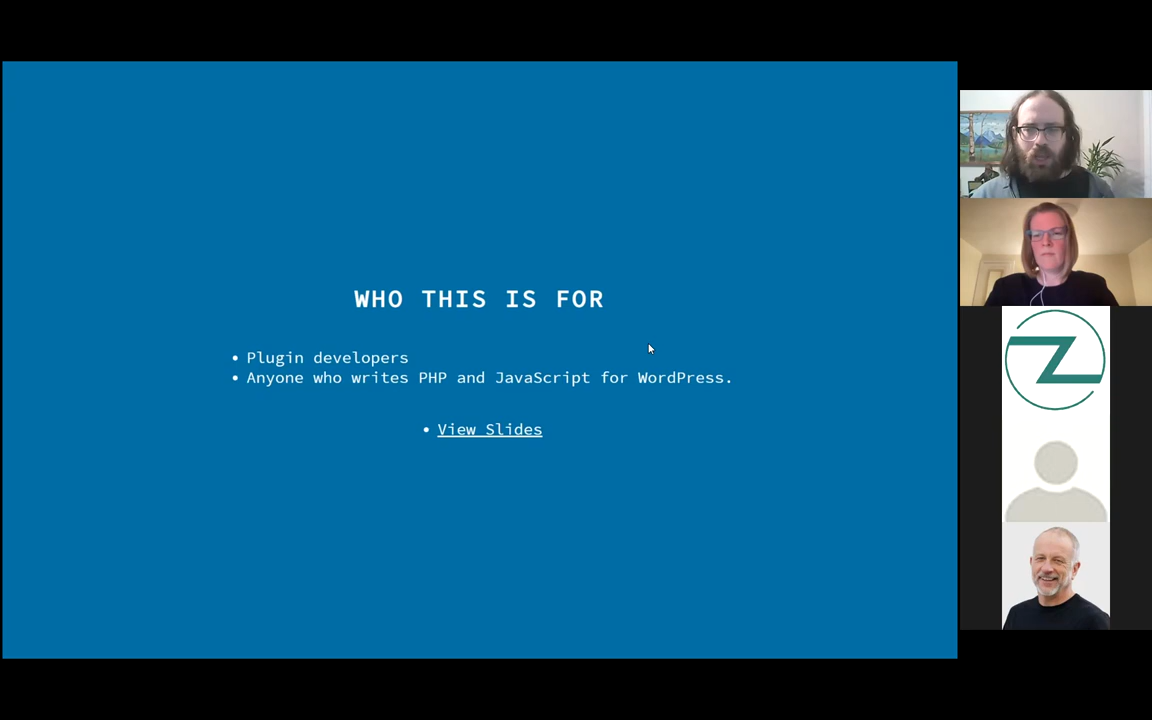 WHO THIS IS FOR
• Plugin developers
• Anyone who writes PHP and JavaScript for WordPress.
• View Slides
Z